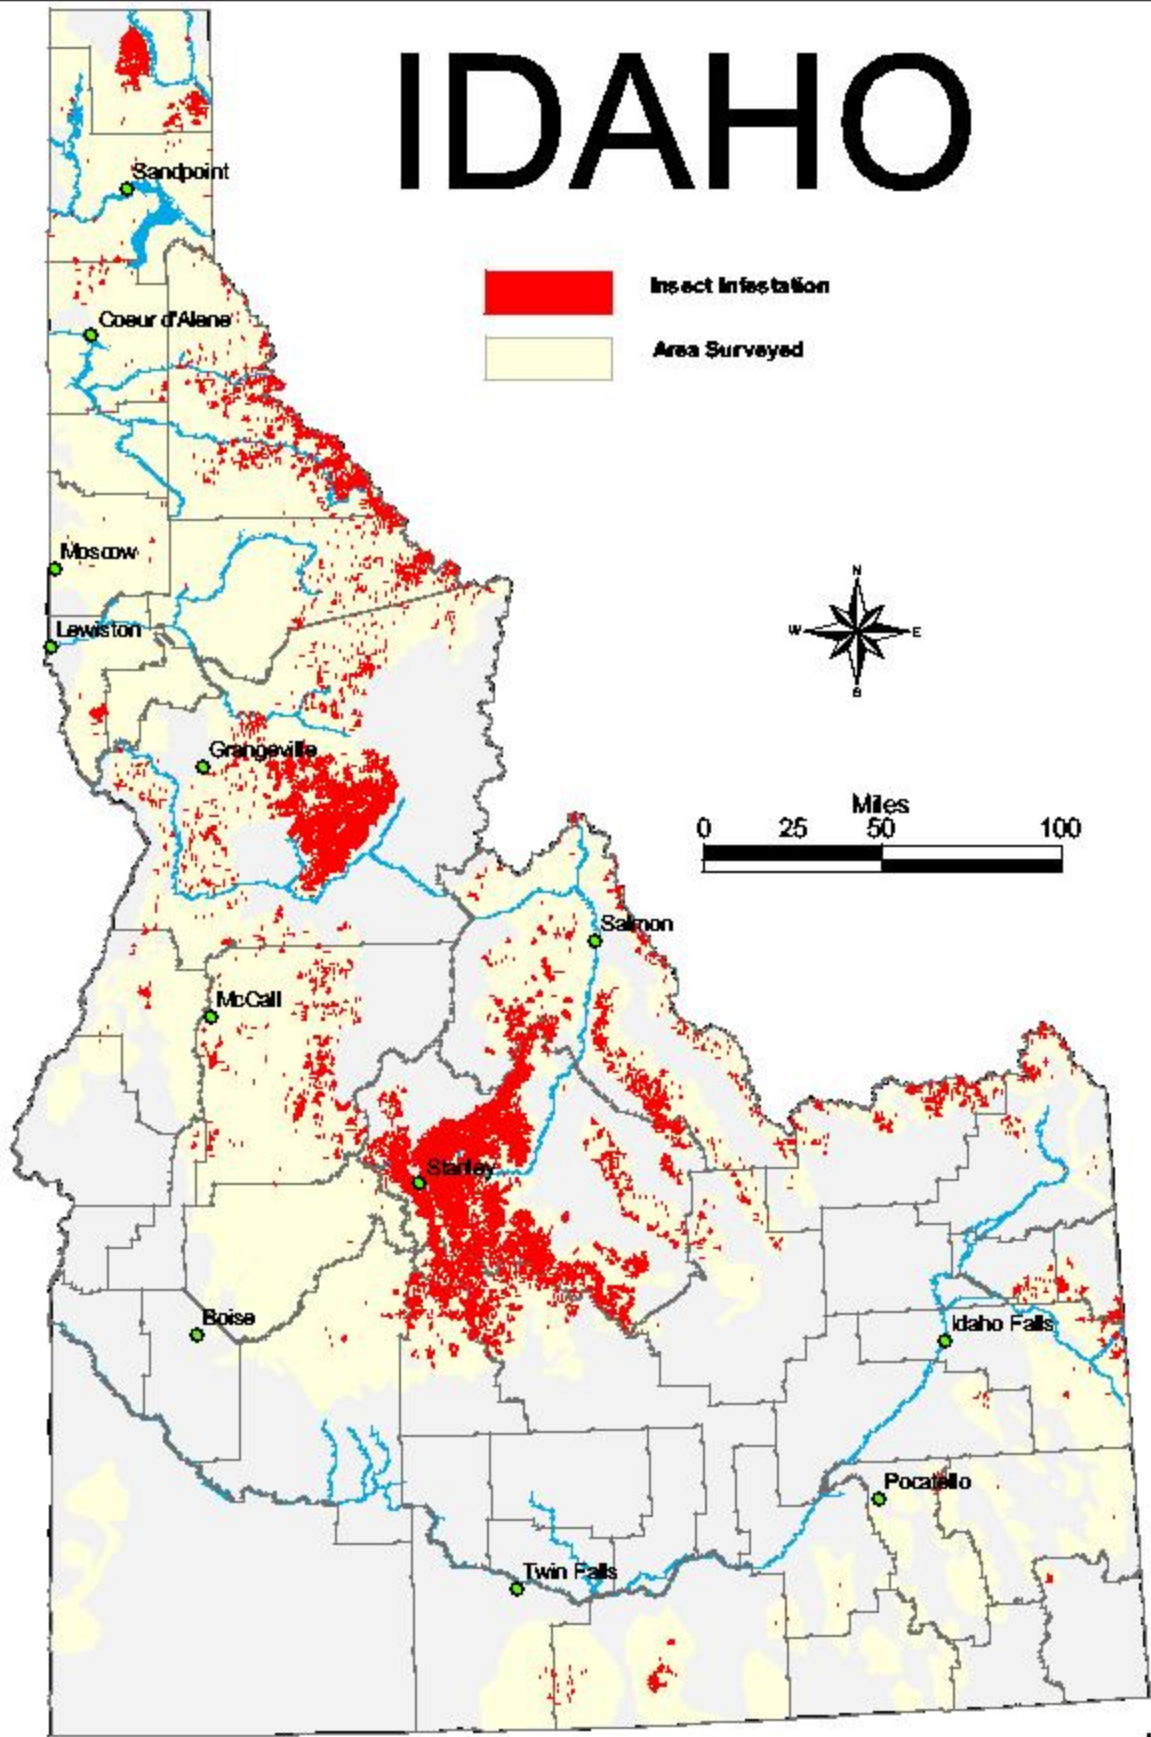 IDAHO
Sandpoint
Insect Infestation
Coeur d'Alene
Area Surveyed
Moscow
N
W E
S
Lewiston
Grangeville
Miles
0 25 50 100
Salmon
McCall
Stanley
Boise
Idaho Falls
Pocatello
Twin Falls